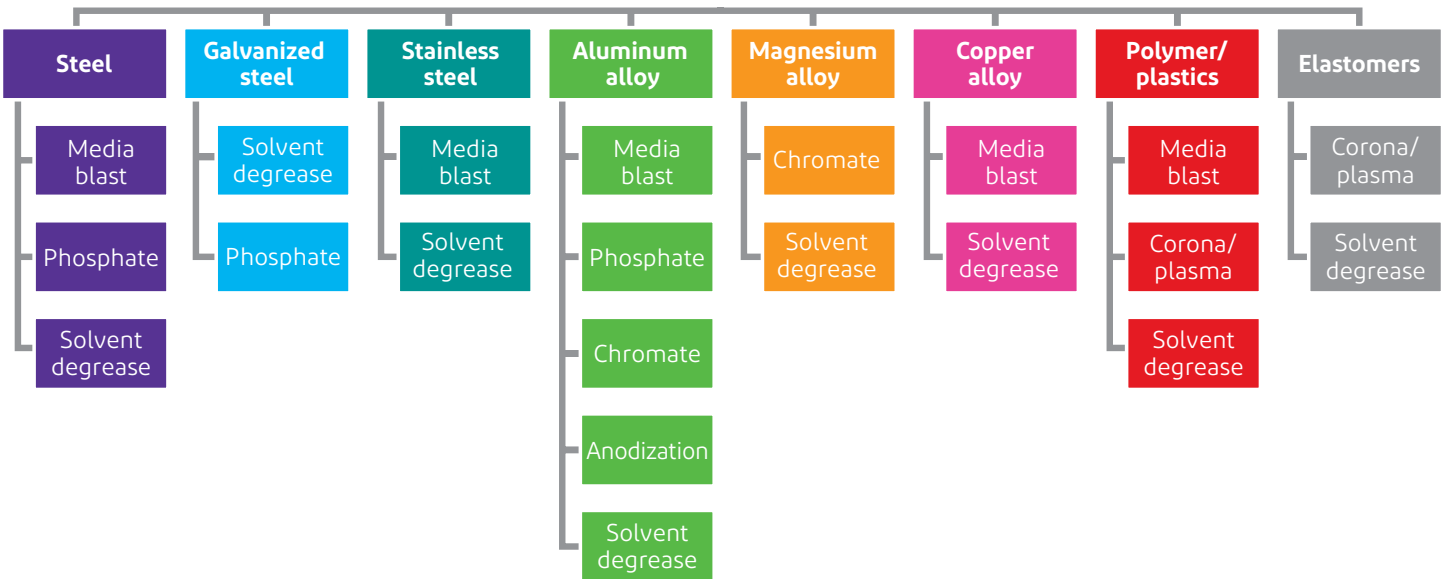 Steel
Media
blast
Phosphate
Solvent
degrease
Galvanized
steel
Solvent
degrease
Phosphate
Stainless
steel
Media
blast
Solvent
degrease
Aluminum
alloy
Media
blast
Phosphate
Chromate
Anodization
Solvent
degrease
Magnesium
alloy
Chromate
Solvent
degrease
Copper
alloy
Media
blast
Solvent
degrease
Polymer/
plastics
Media
blast
Corona/
plasma
Solvent
degrease
Elastomers
Corona/
plasma
Solvent
degrease